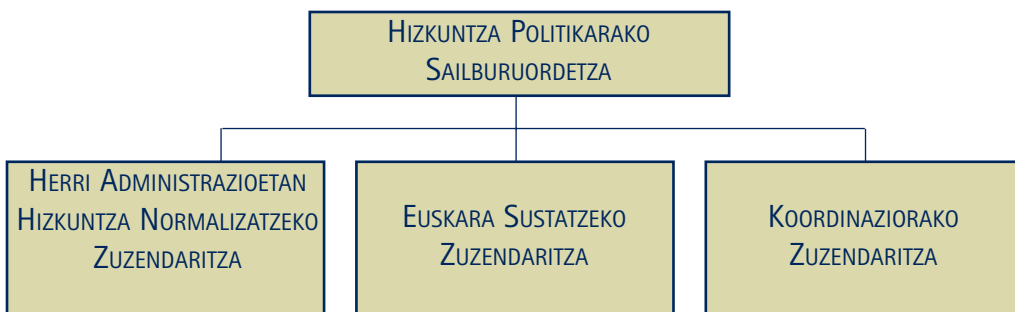 HIZKUNTZA POLITIKARAKO
SAILBURUORDETZA
HERRI ADMINISTRAZIOETAN
HIZKUNTZA NORMALIZATZEKO
ZUZENDARITZA
EUSKARA SUSTATZEKO
ZUZENDARITZA
KOORDINAZIORAKO
ZUZENDARITZA